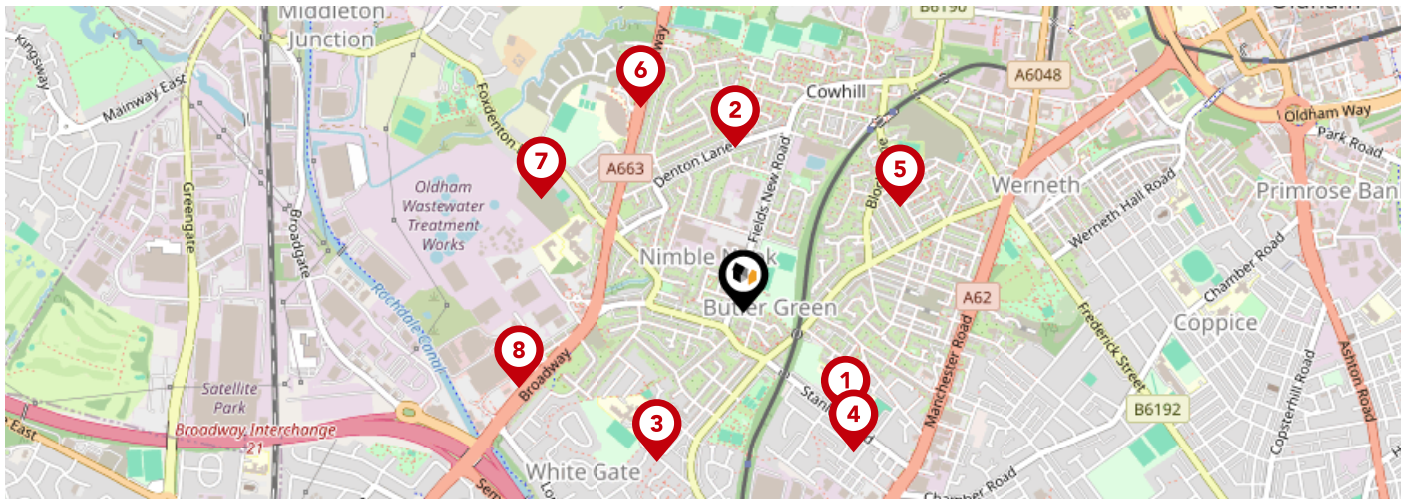 Middleton
Junction
B6190
Oldham
Kingsway
Mainway East
Foxdenton
way
6
2
Cowhill
A6048
Oldham Way
Park Road
7
A663
Denton Lane
Fields New Road
5
Werneth
Primrose Ban
Oldham
Wastewater
Treatment
Works
Greengate
Broadgate
Werneth Hall Road
Chamber Road
Nimble Nook
Butler Green
A62
Coppice
Rochdale Canal
Frederick Street
8
Broadway
1
Manchester Road
Ashton Road
Satellite
Park
4
B6192
Copsterhill Road
East
Broadway Interchange
21
3
White Gate
Chamber Road